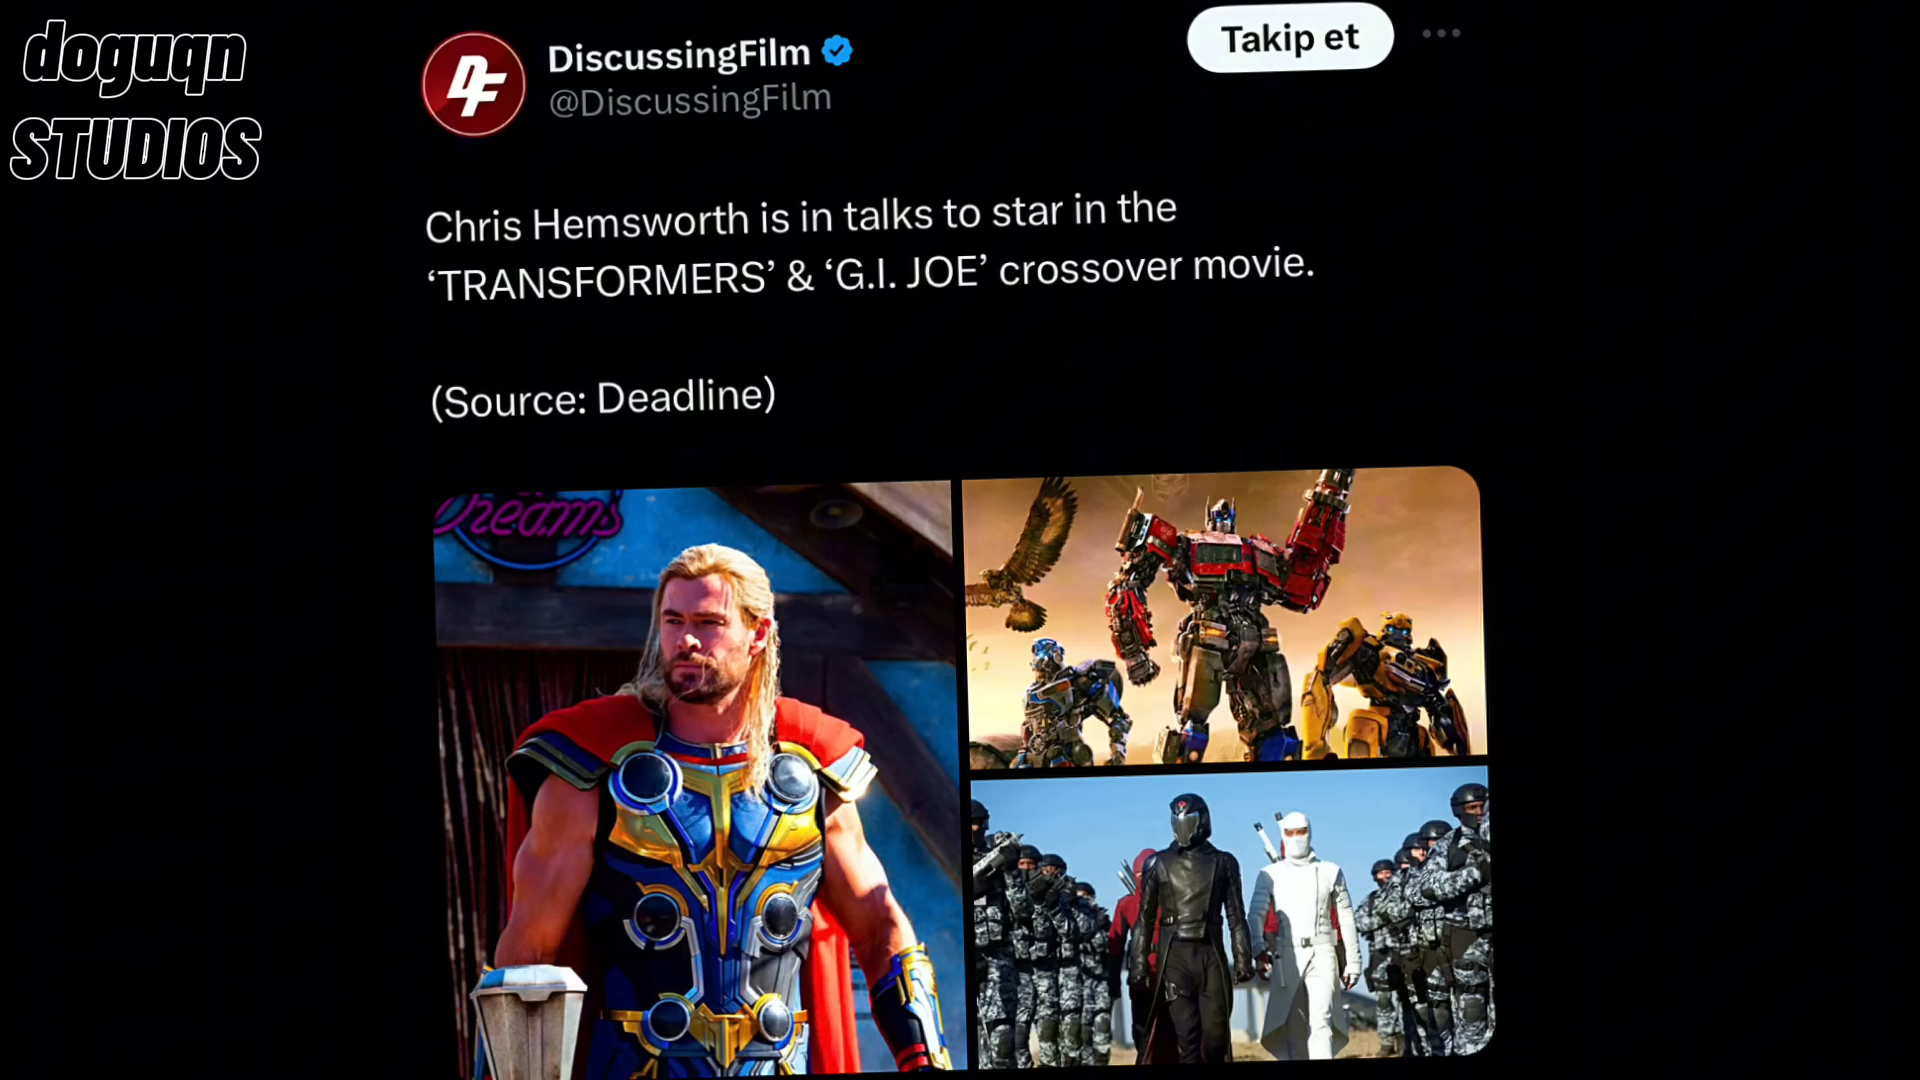 doguqn
STUDIOS
DF
DiscussingFilm
@DiscussingFilm
Takip et
Chris Hemsworth is in talks to star in the
‘TRANSFORMERS’ & ‘G.I. JOE’ crossover movie.
(Source: Deadline)
Dreams